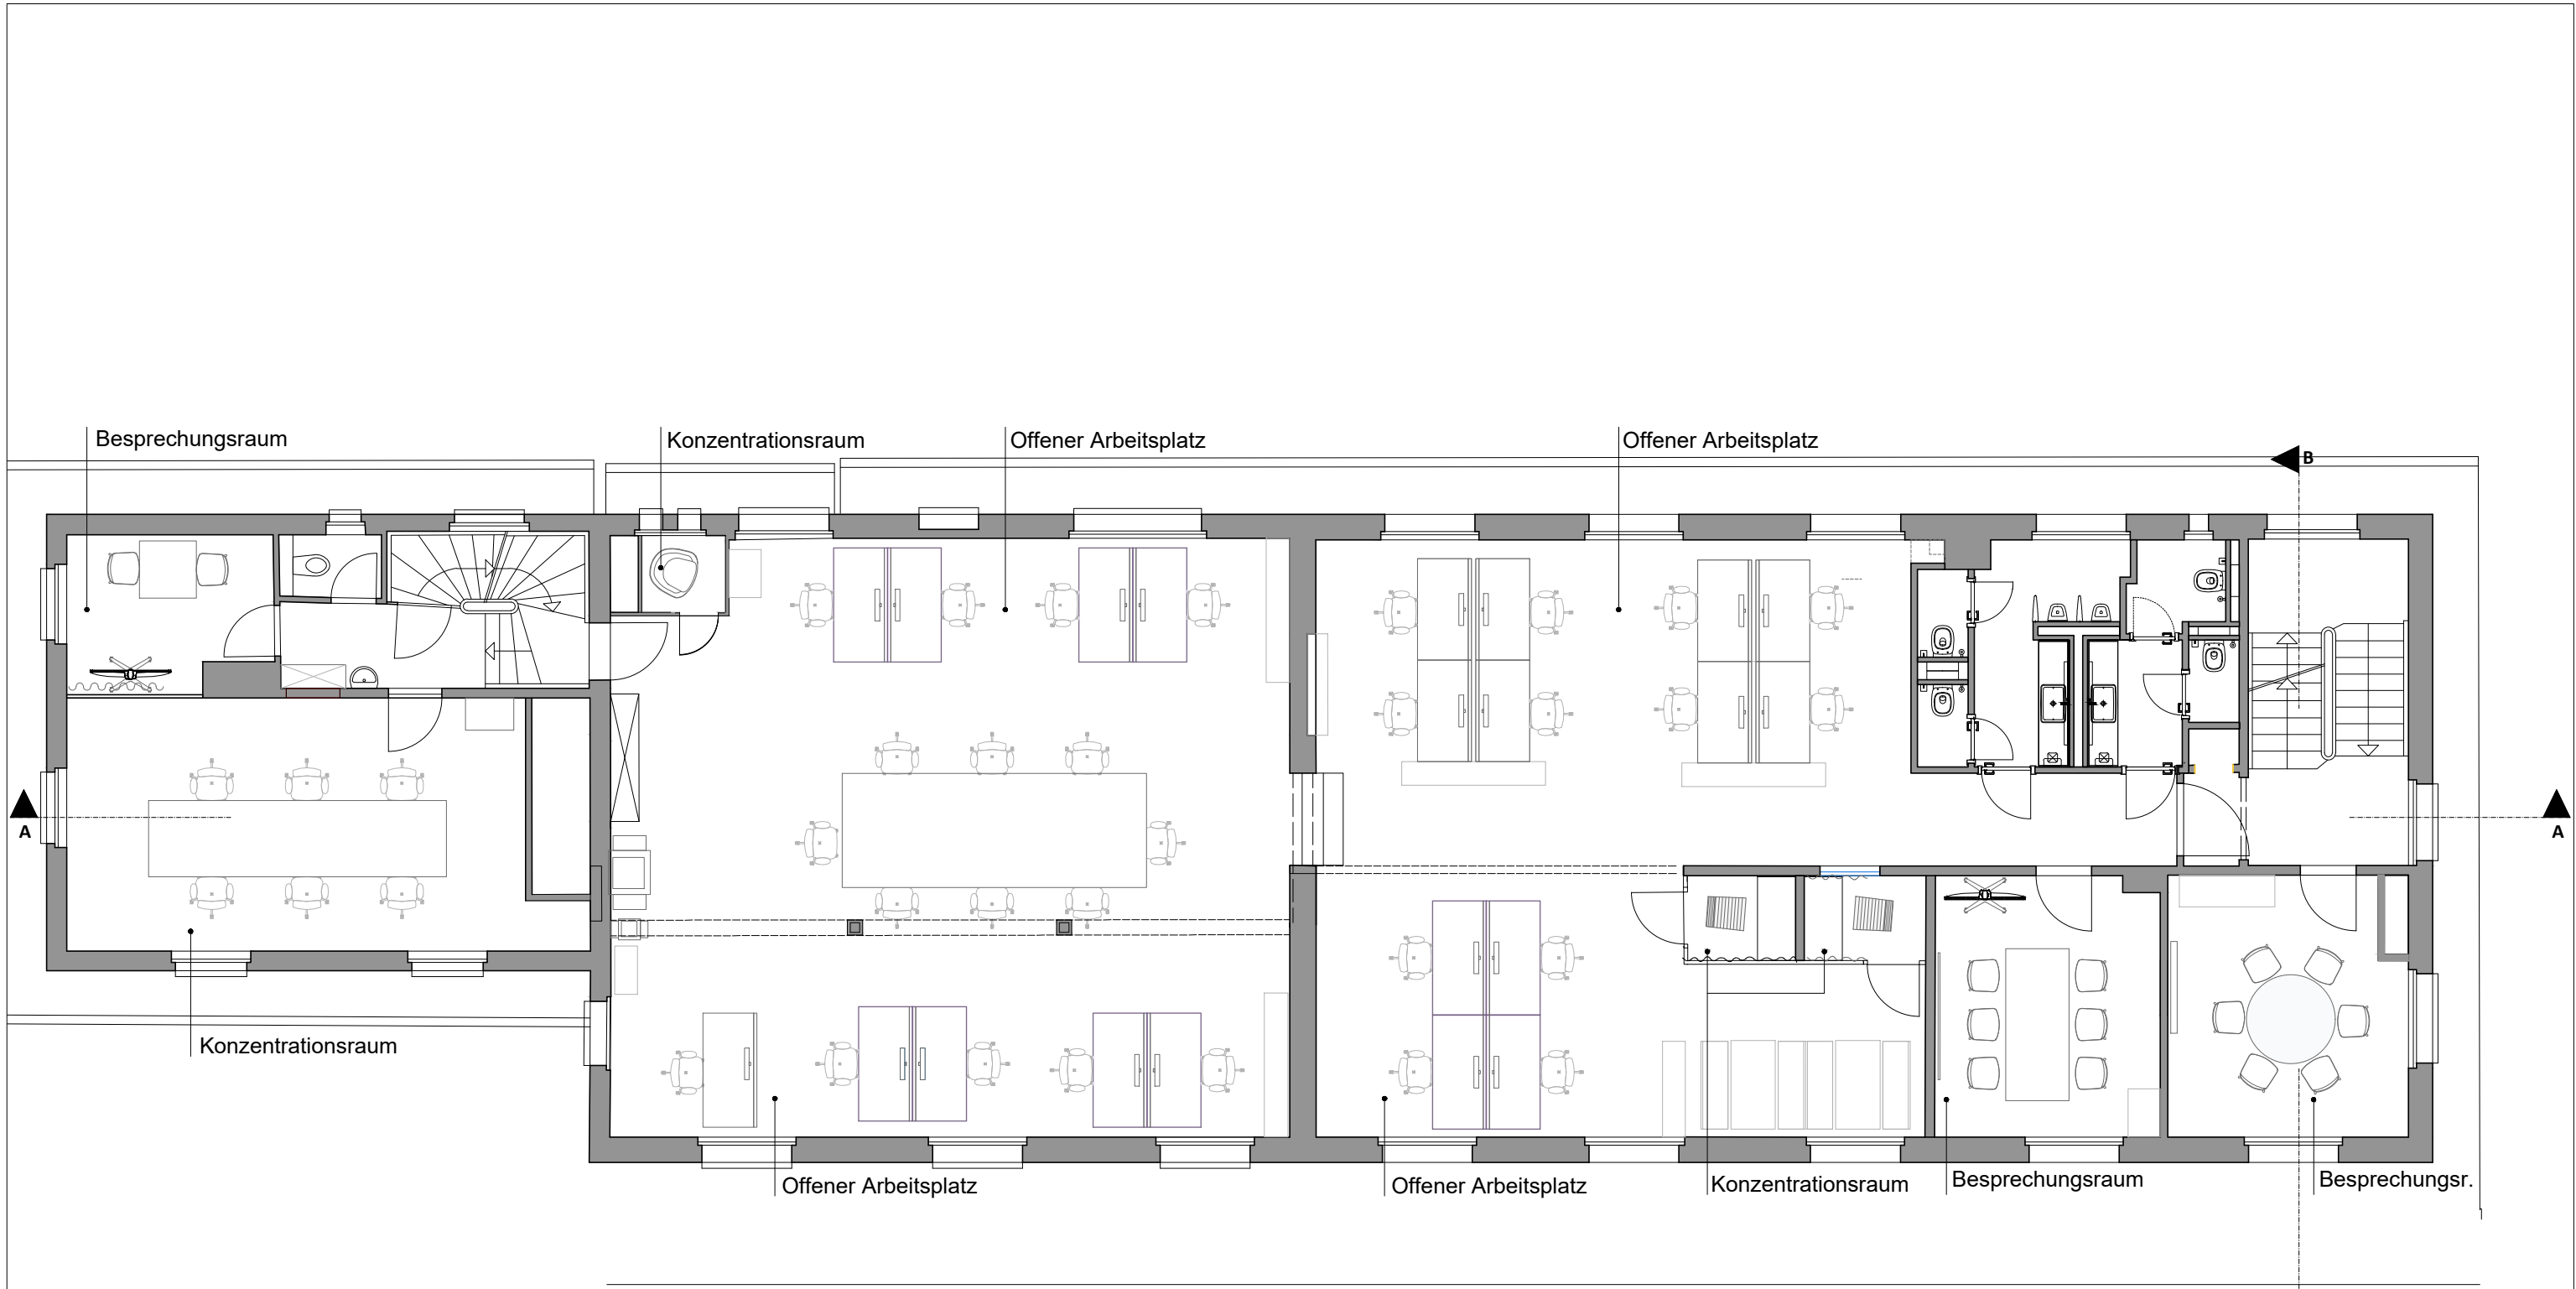 Besprechungsraum
Konzentrationsraum
Offener Arbeitsplatz
Offener Arbeitsplatz
B
A
A
Konzentrationsraum
Offener Arbeitsplatz
Offener Arbeitsplatz
Konzentrationsraum
Besprechungsraum
Besprechungsr.